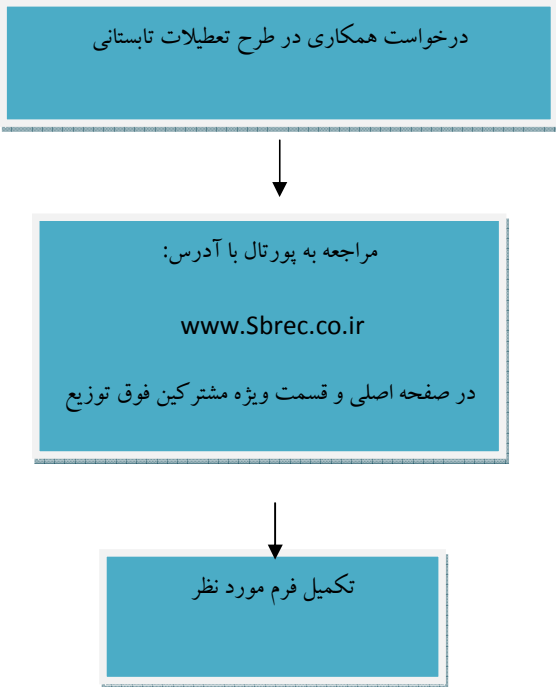 درخواست همکاری در طرح تعطیلات تابستانی
مراجعه به پورتال با آدرس:
www.Sbrec.co.ir
در صفحه اصلی و قسمت ویژه مشترکین فوق توزیع
تکمیل فرم مورد نظر